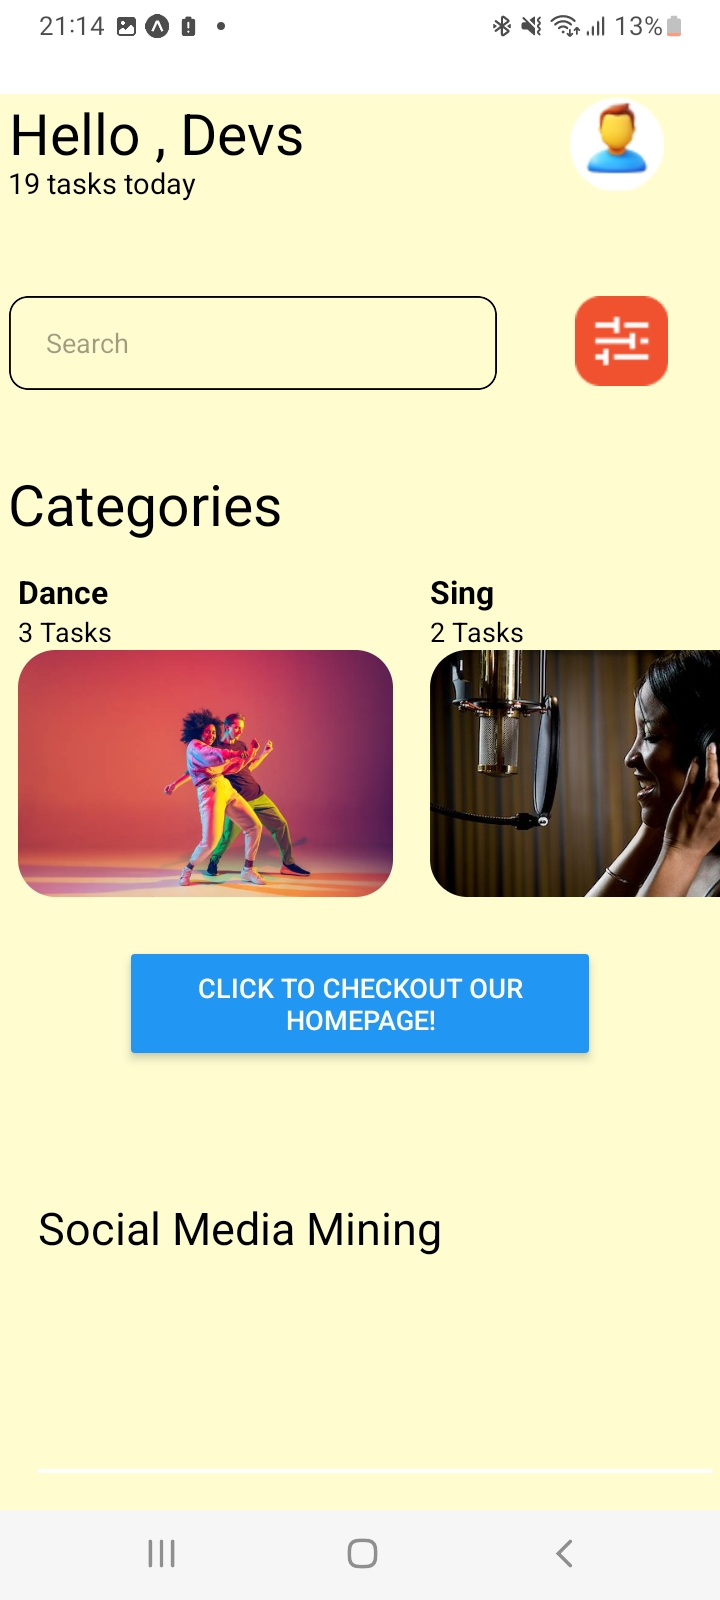 21:14
13%
Hello , Devs
19 tasks today
Search
Categories
Dance
Sing
3 Tasks
2 Tasks
CLICK TO CHECKOUT OUR
HOMEPAGE!
Social Media Mining